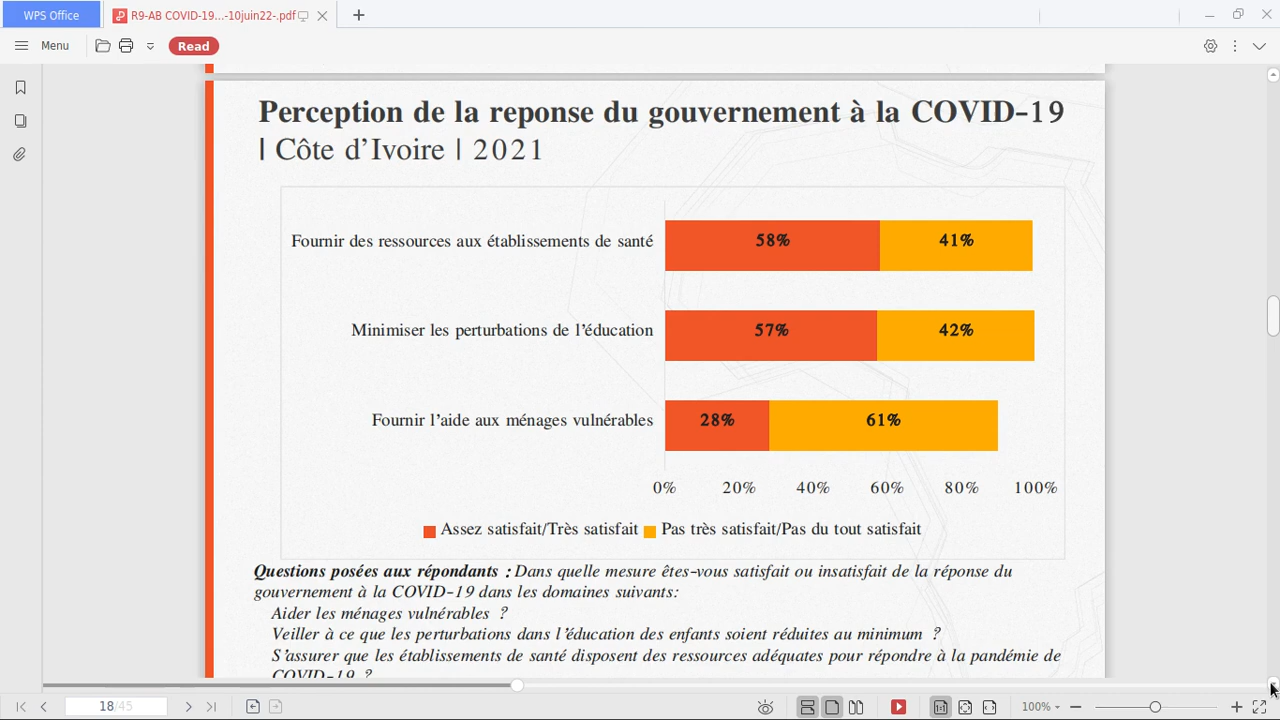 WPS Office
R9-AB COVID-19...-10juin22-.pdf
Menu
Read
Perception de la reponse du gouvernement à la COVID-19
| Côte d'Ivoire | 2021
Fournir des ressources aux établissements de santé 58% 41%
Minimiser les perturbations de l'éducation 57% 42%
Fournir l'aide aux ménages vulnérables 28% 61%
0% 20% 40% 60% 80% 100%
Assez satisfait/Très satisfait Pas très satisfait/Pas du tout satisfait
Questions posées aux répondants : Dans quelle mesure êtes-vous satisfait ou insatisfait de la réponse du
gouvernement à la COVID-19 dans les domaines suivants:
Aider les ménages vulnérables ?
Veiller à ce que les perturbations dans l'éducation des enfants soient réduites au minimum ?
S'assurer que les établissements de santé disposent des ressources adéquates pour répondre à la pandémie de
COVID-19 ?
18/45
100%